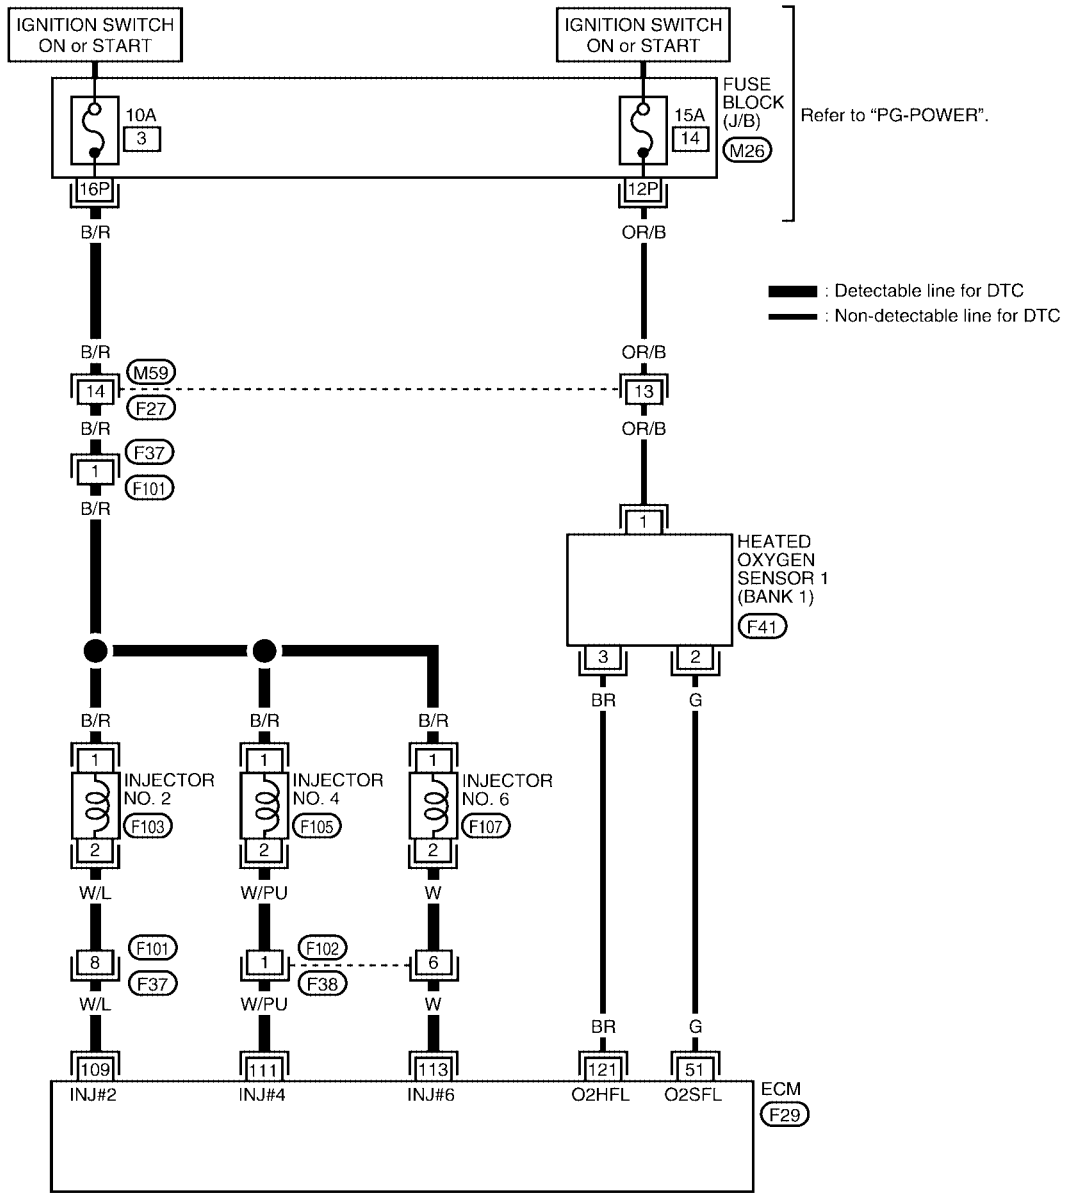 IGNITION SWITCH
ON or START
IGNITION SWITCH
ON or START
10A
3
15A
14
FUSE
BLOCK
(J/B)
M26
Refer to “PG-POWER”.
16P
12P
B/R
OR/B
: Detectable line for DTC
: Non-detectable line for DTC
B/R
OR/B
14
M59
F27
13
B/R
OR/B
1
F37
F101
B/R
1
HEATED
OXYGEN
SENSOR 1
(BANK 1)
F41
3
2
BR
G
B/R
B/R
B/R
1
1
1
INJECTOR
NO. 2
F103
INJECTOR
NO. 4
F105
INJECTOR
NO. 6
F107
2
2
2
W/L
W/PU
W
8
F101
F37
1
F102
F38
6
W/L
W/PU
W
BR
G
109
111
113
121
51
INJ#2
INJ#4
INJ#6
O2HFL
O2SFL
ECM
F29